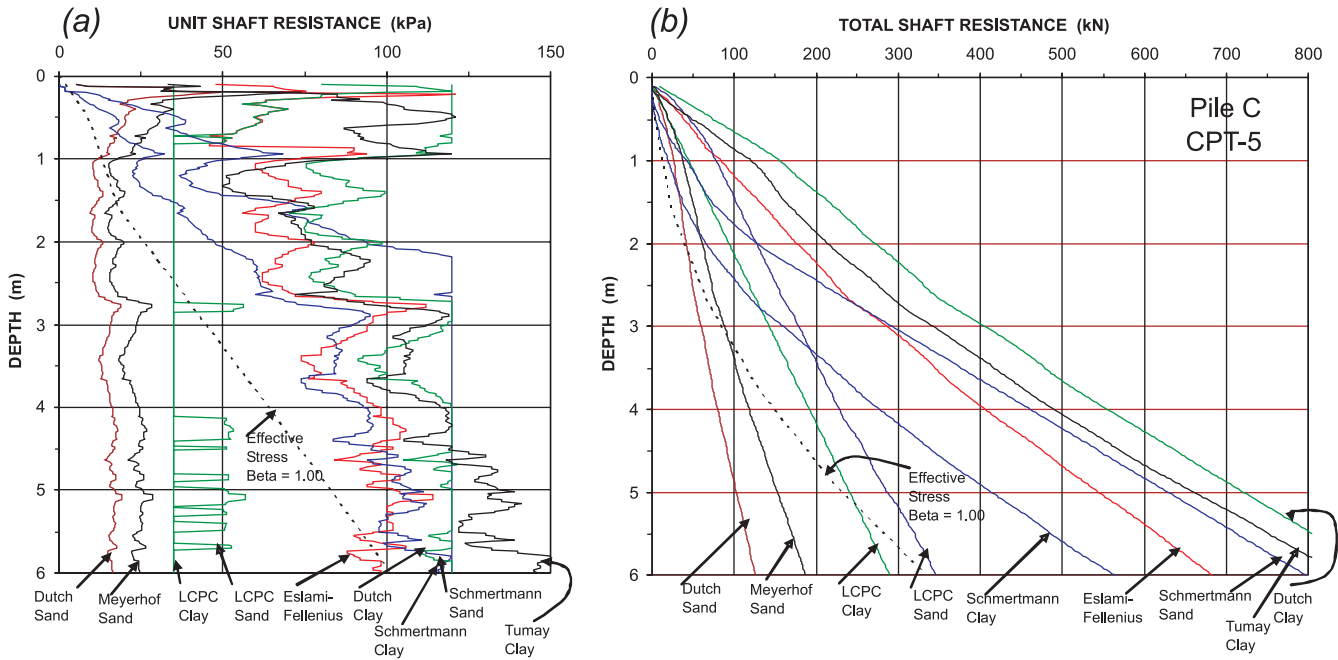 (a) UNIT SHAFT RESISTANCE (kPa)
0 50 100 150
0
1
2
3
4
5
6
DEPTH (m)
Effective
Stress
Beta = 1.00
Dutch
Sand
Meyerhof
Sand
LCPC
Clay
LCPC
Sand
Eslami-
Fellenius
Dutch
Clay
Schmertmann
Clay
Schmertmann
Sand
Tumay
Clay
(b) TOTAL SHAFT RESISTANCE (kN)
0 100 200 300 400 500 600 700 800
0
1
2
3
4
5
6
DEPTH (m)
Pile C
CPT-5
Effective
Stress
Beta = 1.00
Dutch
Sand
Meyerhof
Sand
LCPC
Clay
LCPC
Sand
Schmertmann
Clay
Eslami-
Fellenius
Schmertmann
Sand
Tumay
Clay
Dutch
Clay